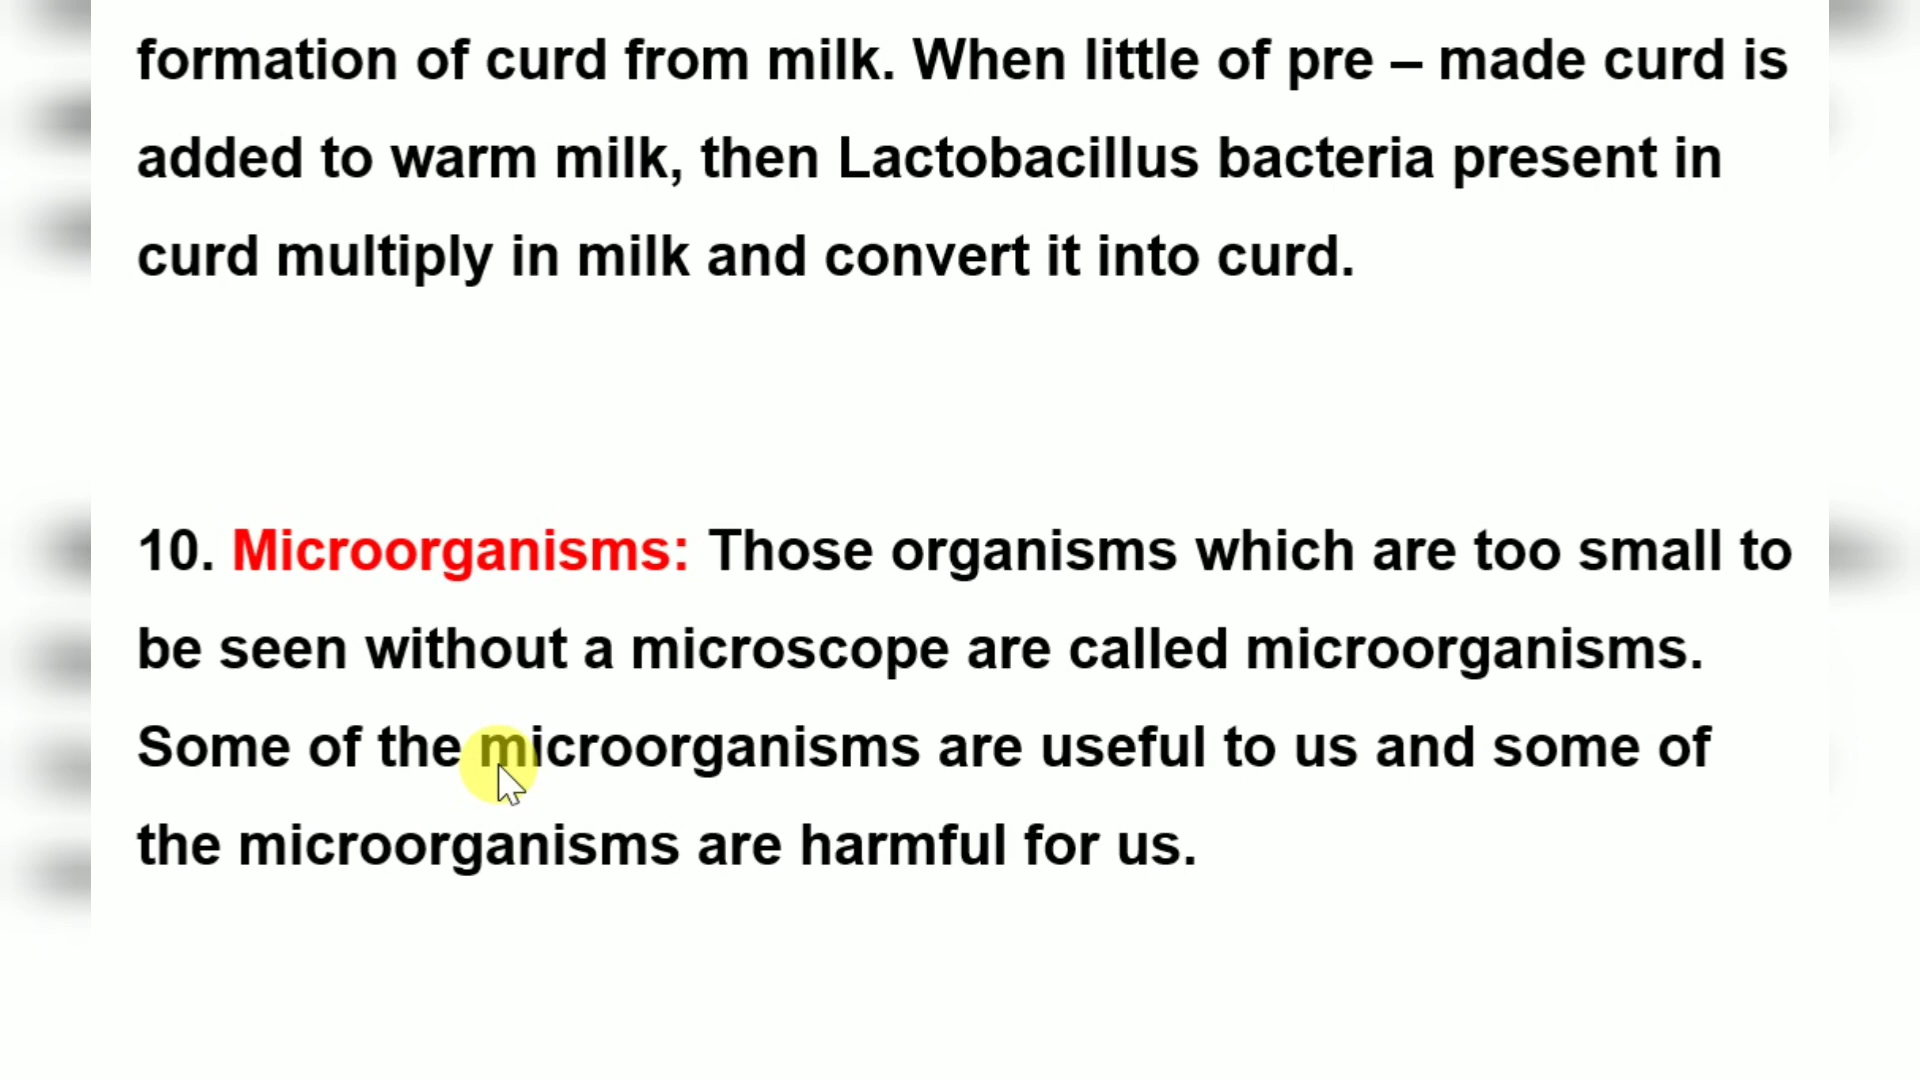 formation of curd from milk. When little of pre – made curd is
added to warm milk, then Lactobacillus bacteria present in
curd multiply in milk and convert it into curd.
10. Microorganisms: Those organisms which are too small to
be seen without a microscope are called microorganisms.
Some of the microorganisms are useful to us and some of
the microorganisms are harmful for us.